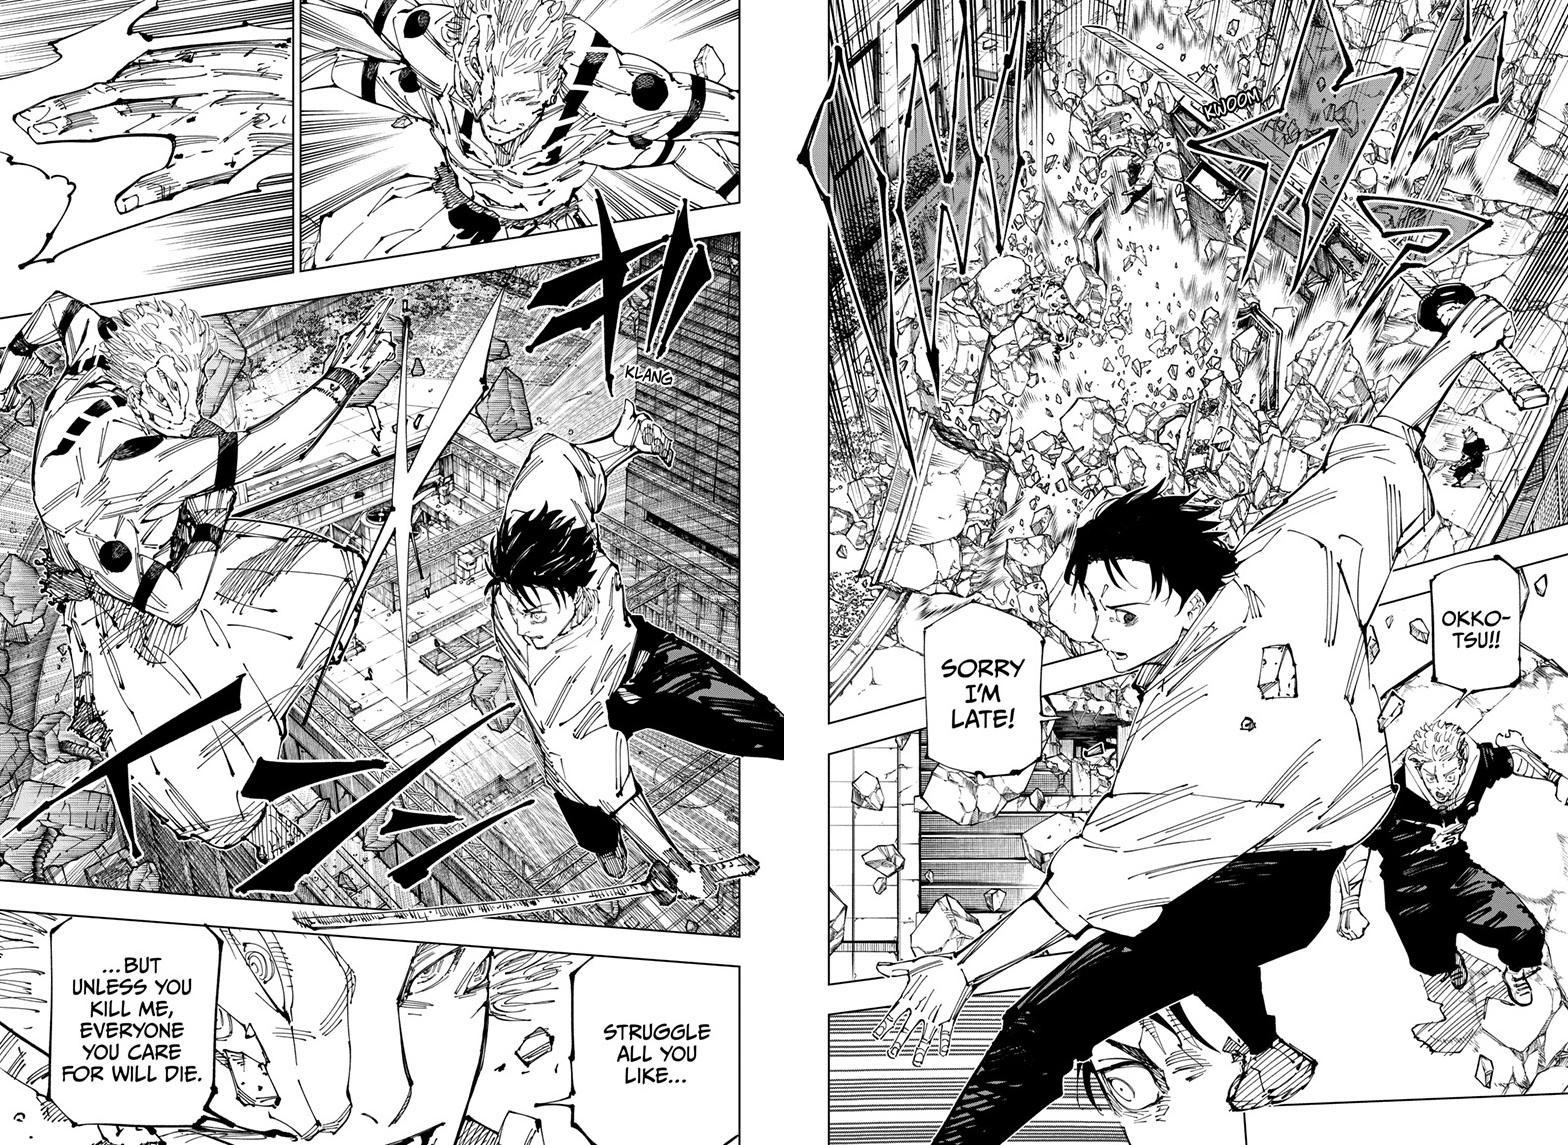 KNOOM
SORRY
I'M
LATE!
OKKO-
TSU!!
ギ
KLANG
STRUGGLE
ALL YOU
LIKE...
...BUT
UNLESS YOU
KILL ME,
EVERYONE
YOU CARE
FOR WILL DIE.